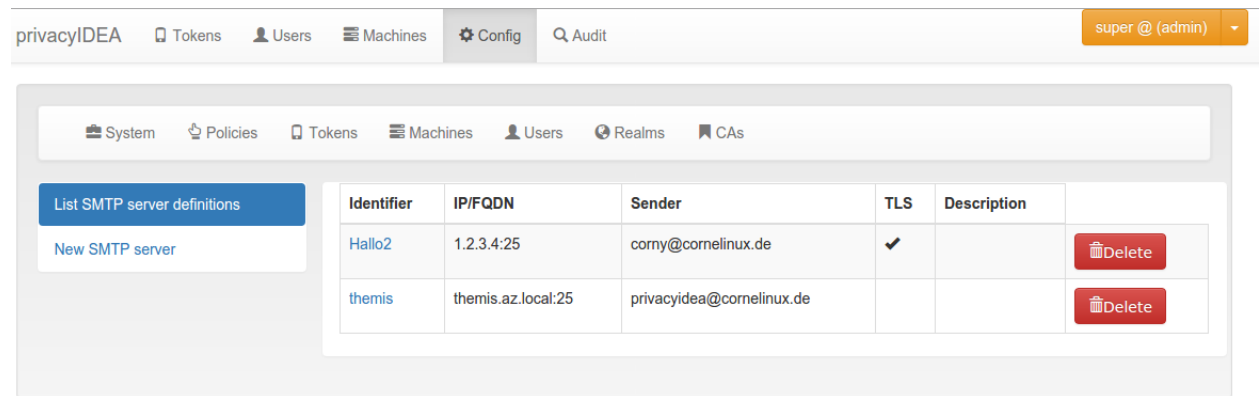 privacyIDEA Tokens Users Machines Config Audit super @ (admin)
System Policies Tokens Machines Users Realms CAs
List SMTP server definitions
New SMTP server
Identifier IP/FQDN Sender TLS Description
Hallo2 1.2.3.4:25 corny@cornelinux.de Delete
themis themis.az.local:25 privacyidea@cornelinux.de Delete